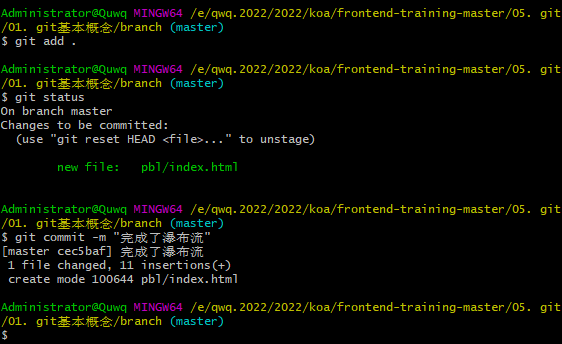 Administrator@Quwq MINGW64 /e/qwq.2022/2022/koa/frontend-training-master/05. git
/01. git基本概念/branch (master)
$ git add .
Administrator@Quwq MINGW64 /e/qwq.2022/2022/koa/frontend-training-master/05. git
/01. git基本概念/branch (master)
$ git status
On branch master
Changes to be committed:
(use "git reset HEAD <file>..." to unstage)
new file:   pbl/index.html
Administrator@Quwq MINGW64 /e/qwq.2022/2022/koa/frontend-training-master/05. git
/01. git基本概念/branch (master)
$ git commit -m "完成了瀑布流"
[master cec5baf] 完成了瀑布流
1 file changed, 11 insertions(+)
create mode 100644 pbl/index.html
Administrator@Quwq MINGW64 /e/qwq.2022/2022/koa/frontend-training-master/05. git
/01. git基本概念/branch (master)
$